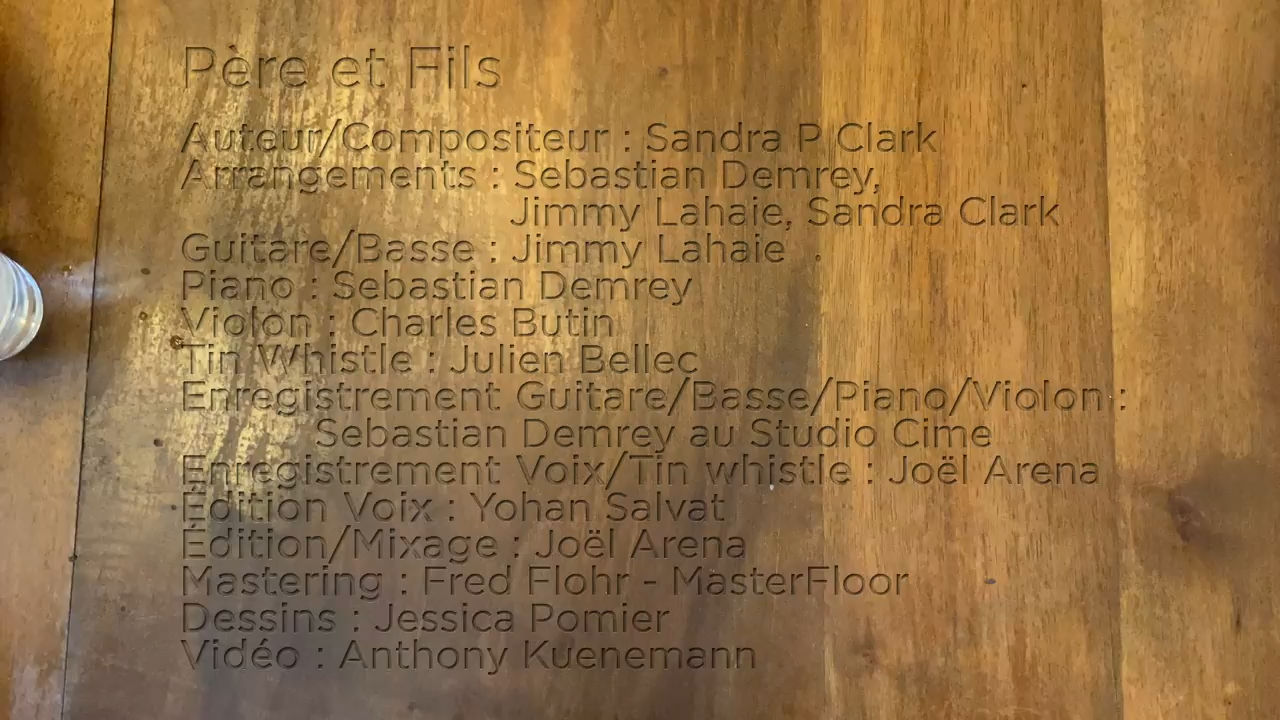 Père et Fils
Auteur/Compositeur : Sandra P Clark
Arrangements : Sebastian Demrey,
Jimmy Lahaie, Sandra Clark
Guitare/Basse : Jimmy Lahaie
Piano : Sebastian Demrey
Violon : Charles Butin
Tin Whistle : Julien Bellec
Enregistrement Guitare/Basse/Piano/Violon :
Sebastian Demrey au Studio Cime
Enregistrement Voix/Tin whistle : Joël Arena
Édition Voix : Yohan Salvat
Édition/Mixage : Joël Arena
Mastering : Fred Flohr - MasterFloor
Dessins : Jessica Pomier
Vidéo : Anthony Kuenemann